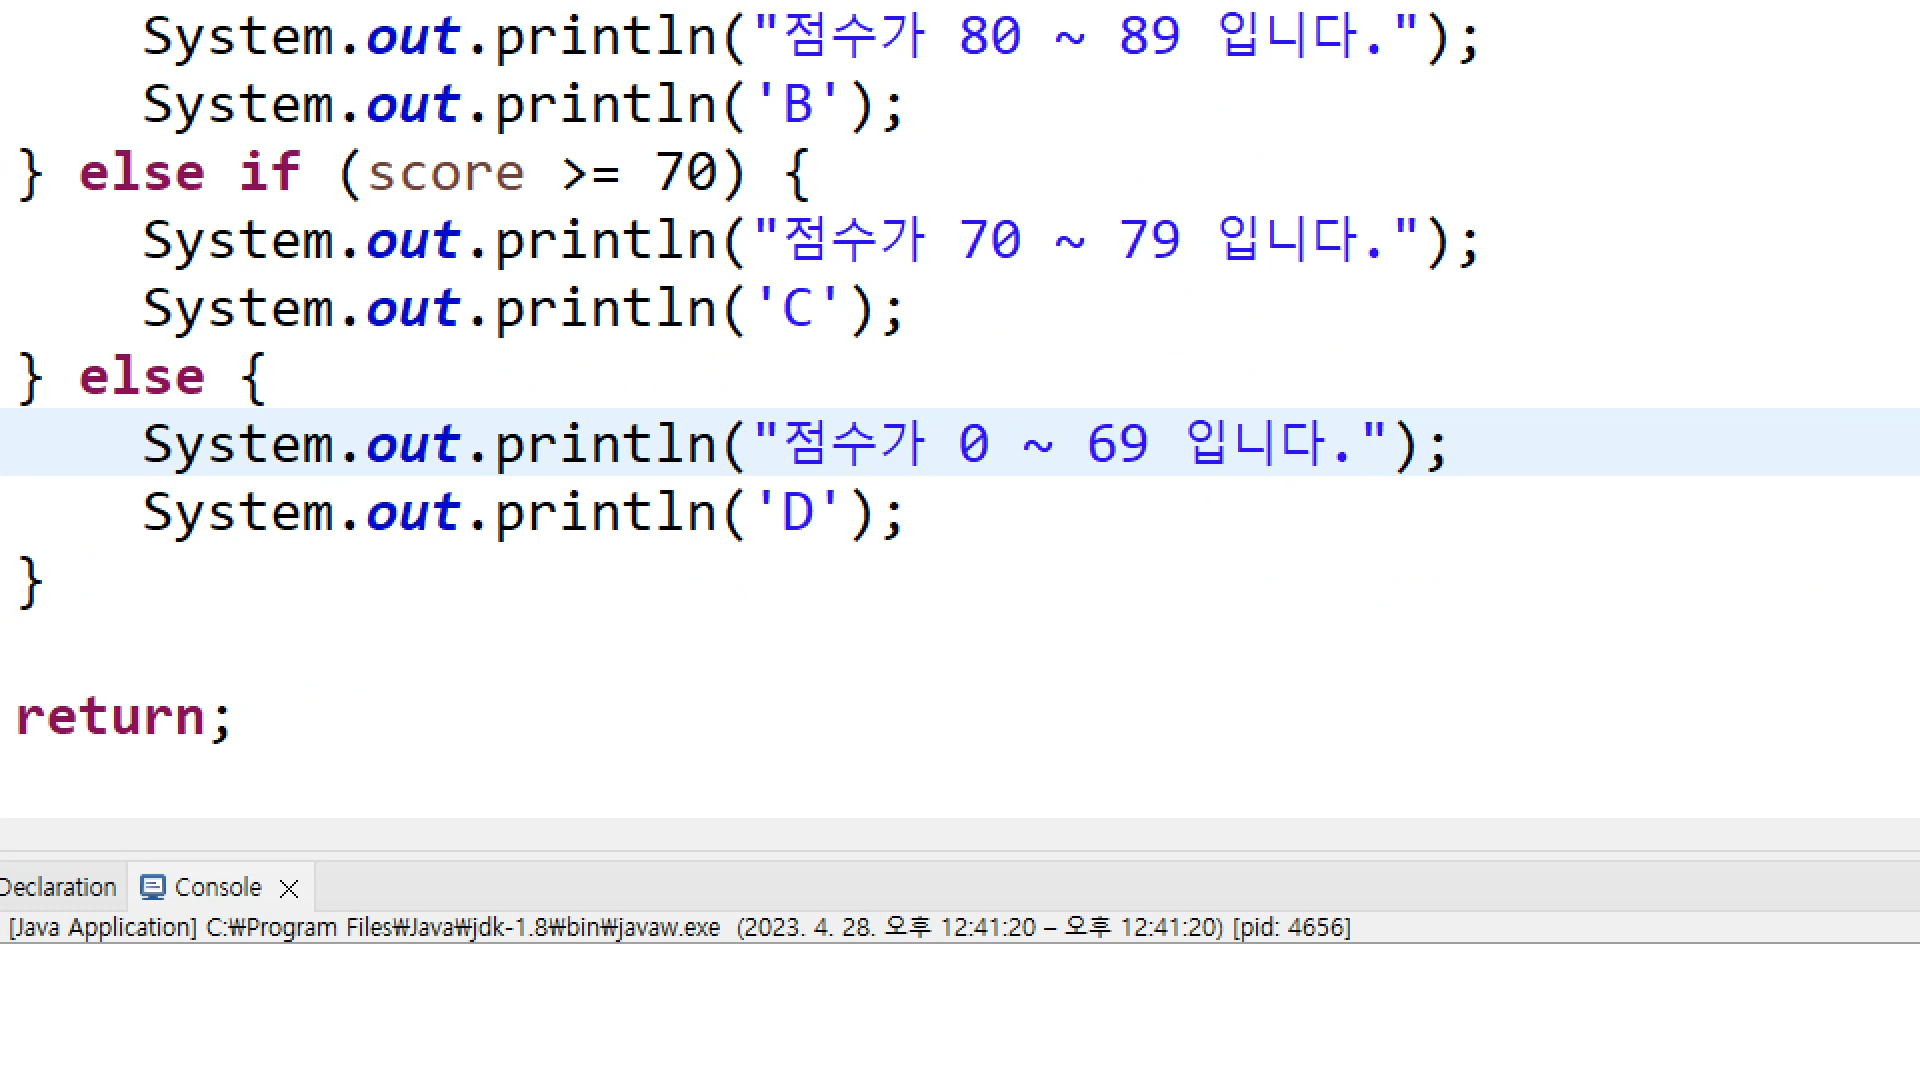 System.out.println("점수가 80 ~ 89 입니다.");
System.out.println('B');
} else if (score >= 70) {
System.out.println("점수가 70 ~ 79 입니다.");
System.out.println('C');
} else {
System.out.println("점수가 0 ~ 69 입니다.");
System.out.println('D');
}
return;
Declaration Console
[Java Application] C:₩Program Files₩Java₩jdk-1.8₩bin₩javaw.exe (2023. 4. 28. 오후 12:41:20 – 오후 12:41:20) [pid: 4656]